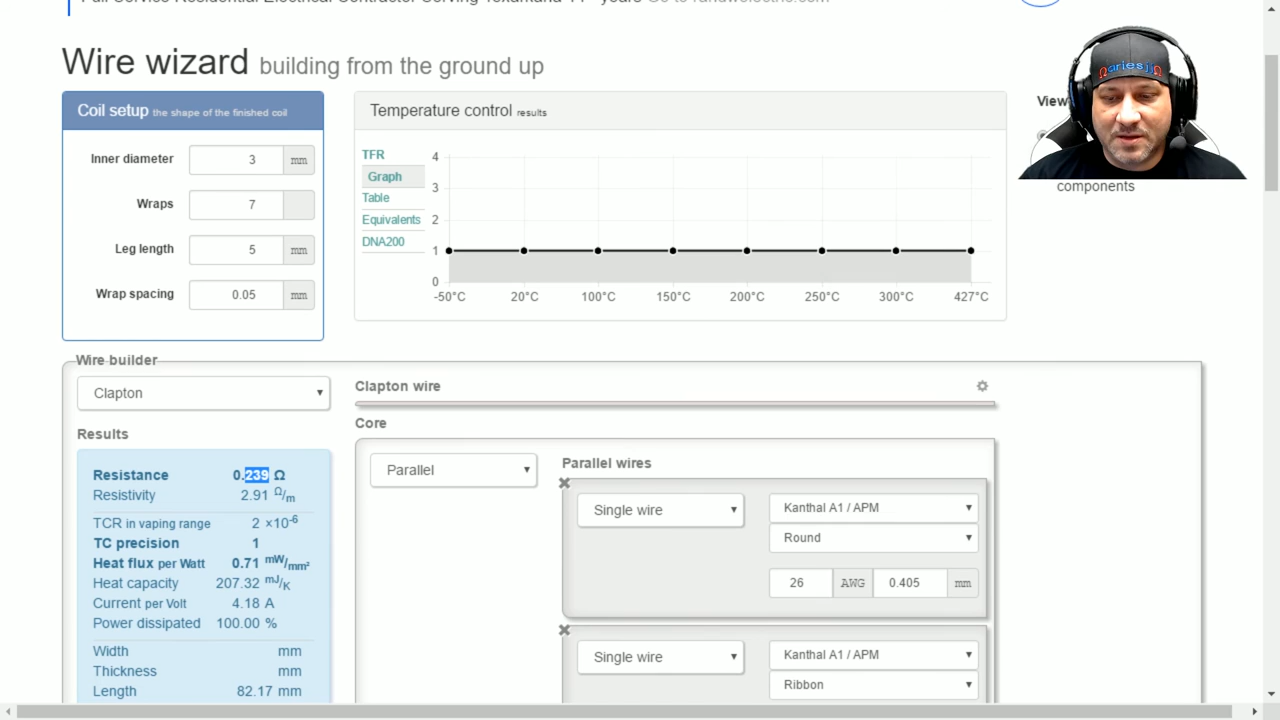 Wire wizard building from the ground up
Coil setup the shape of the finished coil
Inner diameter 3 mm
Wraps 7
Leg length 5 mm
Wrap spacing 0.05 mm
Temperature control results
TFR
Graph
Table
Equivalents
DNA200
4
3
2
1
0
-50°C 20°C 100°C 150°C 200°C 250°C 300°C 427°C
View
components
Wire builder
Clapton
Results
Resistance 0.239 Ω
Resistivity 2.91 Ω/m
TCR in vaping range 2 ×10-6
TC precision 1
Heat flux per Watt 0.71 mW/mm²
Heat capacity 207.32 mJ/K
Current per Volt 4.18 A
Power dissipated 100.00 %
Width mm
Thickness mm
Length 82.17 mm
Clapton wire
Core
Parallel
Parallel wires
Single wire
Kanthal A1 / APM
Round
26 AWG 0.405 mm
Single wire
Kanthal A1 / APM
Ribbon